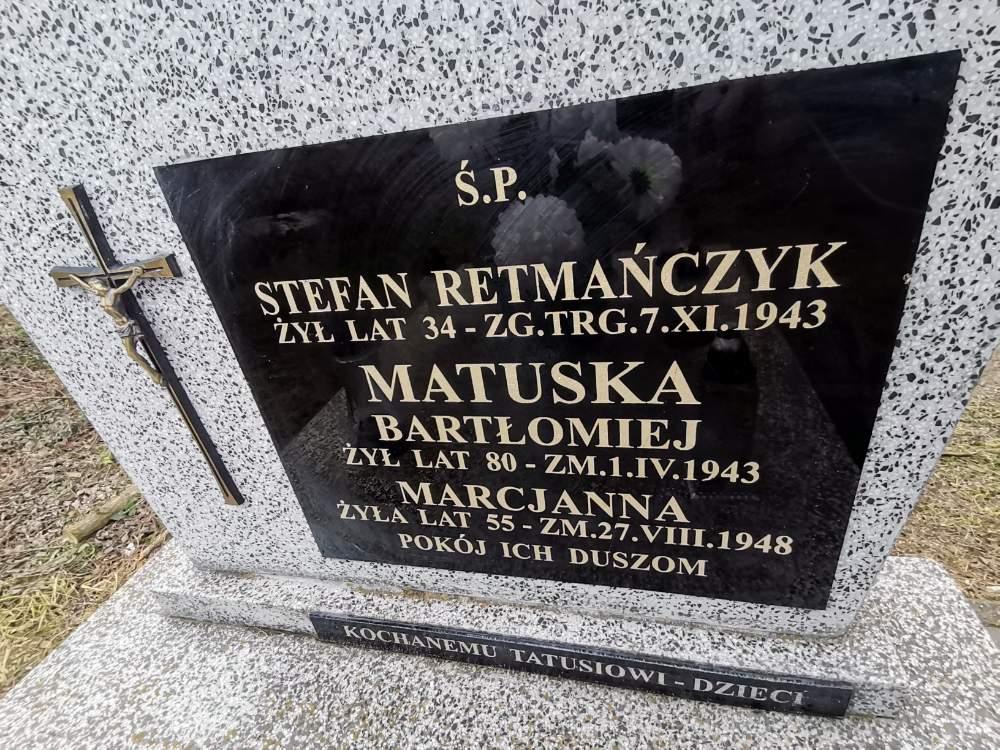 Ś.P.
STEFAN RETMAŃCZYK
ŻYŁ LAT 34 - ZG.TRG.7.XI.1943
MATUSKA
BARTŁOMIEJ
ŻYŁ LAT 80 - ZM.1.IV.1943
MARCJANNA
ŻYŁA LAT 55 - ZM.27.VIII.1948
POKÓJ ICH DUSZOM
KOCHANEMU TATUSIOWI - DZIECI